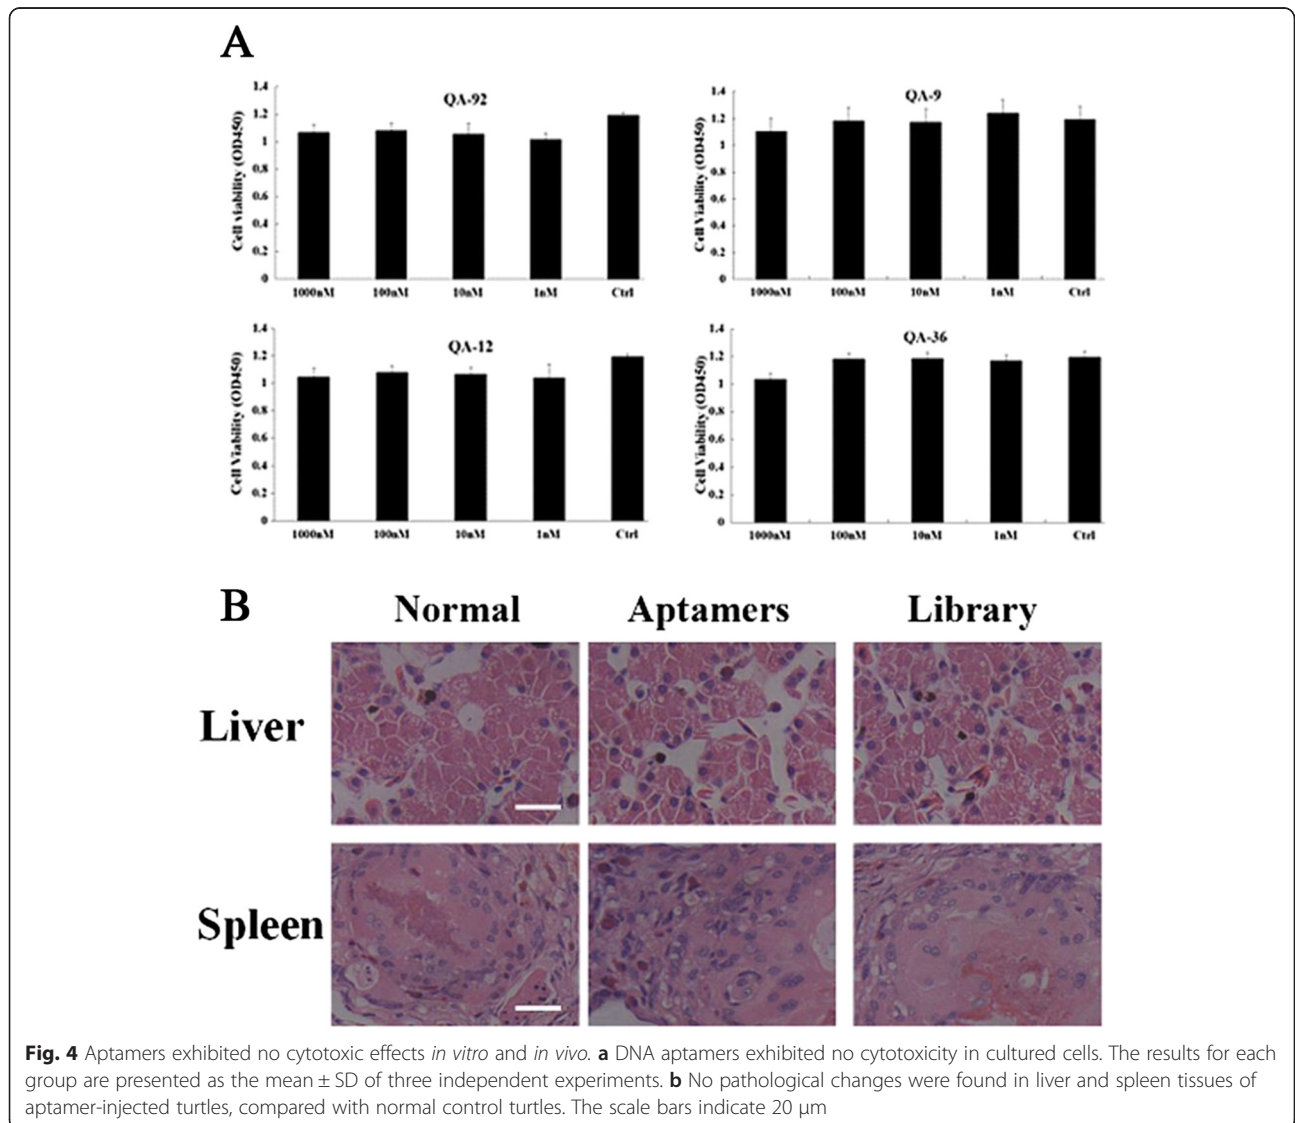 A
QA-92
Cell viability (OD450)
1.4
1.2
1
0.8
0.6
0.4
0.2
0
1000nM 100nM 10nM 1nM Ctrl
QA-9
Cell Viability (OD450)
1.4
1.2
1
0.8
0.6
0.4
0.2
0
1000nM 100nM 10nM 1nM Ctrl
QA-12
Cell Viability (OD450)
1.4
1.2
1
0.8
0.6
0.4
0.2
0
1000nM 100nM 10nM 1nM Ctrl
QA-36
Cell Viability (OD450)
1.4
1.2
1
0.8
0.6
0.4
0.2
0
1000nM 100nM 10nM 1nM Ctrl
B
Normal Aptamers Library
Liver
Spleen
Fig. 4 Aptamers exhibited no cytotoxic effects in vitro and in vivo. a DNA aptamers exhibited no cytotoxicity in cultured cells. The results for each
group are presented as the mean ± SD of three independent experiments. b No pathological changes were found in liver and spleen tissues of
aptamer-injected turtles, compared with normal control turtles. The scale bars indicate 20 μm